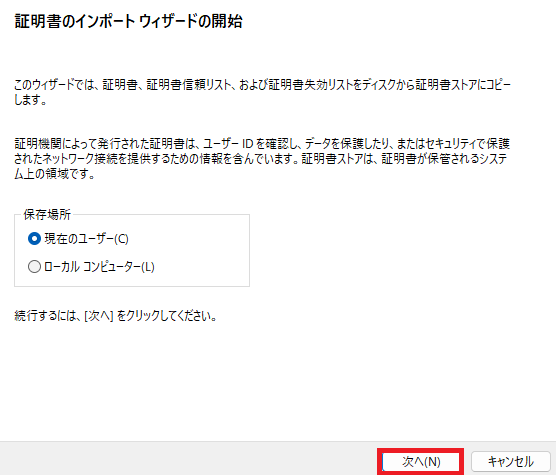 証明書のインポート ウィザードの開始
このウィザードでは、証明書、証明書信頼リスト、および証明書失効リストをディスクから証明書ストアにコピー
します。
証明機関によって発行された証明書は、ユーザー ID を確認し、データを保護したり、またはセキュリティで保護
されたネットワーク接続を提供するための情報を含んでいます。証明書ストアは、証明書が保管されるシステ
ム上の領域です。
保存場所
現在のユーザー(C)
ローカル コンピューター(L)
続行するには、[次へ] をクリックしてください。
次へ(N)
キャンセル